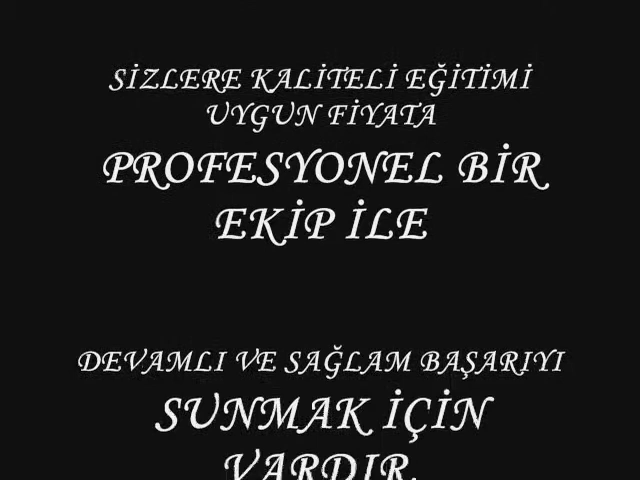 SİZLERE KALİTELİ EĞİTİMİ
UYGUN FİYATA
PROFESYONEL BİR
EKİP İLE
DEVAMLI VE SAĞLAM BAŞARIYI
SUNMAK İÇİN
VARDIR.